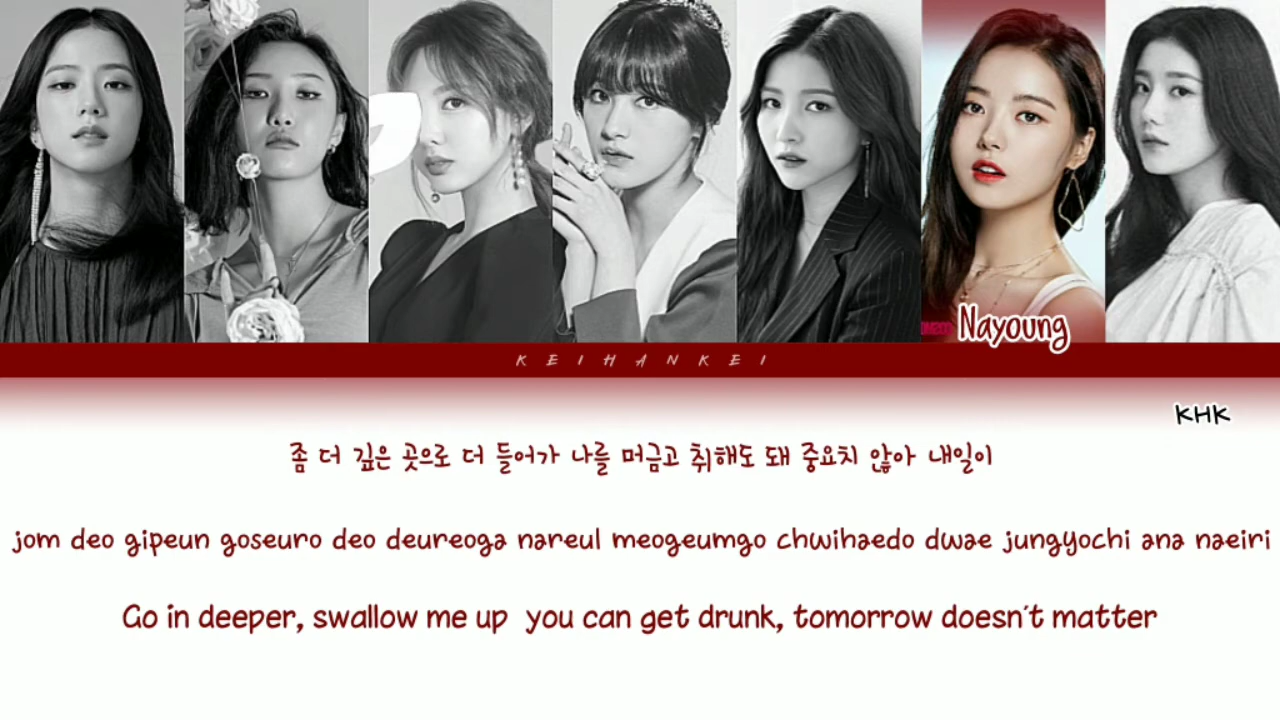 Nayoung
KEIHANKEI
KHK
좀 더 깊은 곳으로 더 들어가 나를 머금고 취해도 돼 중요치 않아 내일이
jom deo gipeun goseuro deo deureoga nareul meogeumgo chwihaedo dwae jungyochi ana naeiri
Go in deeper, swallow me up you can get drunk, tomorrow doesn't matter